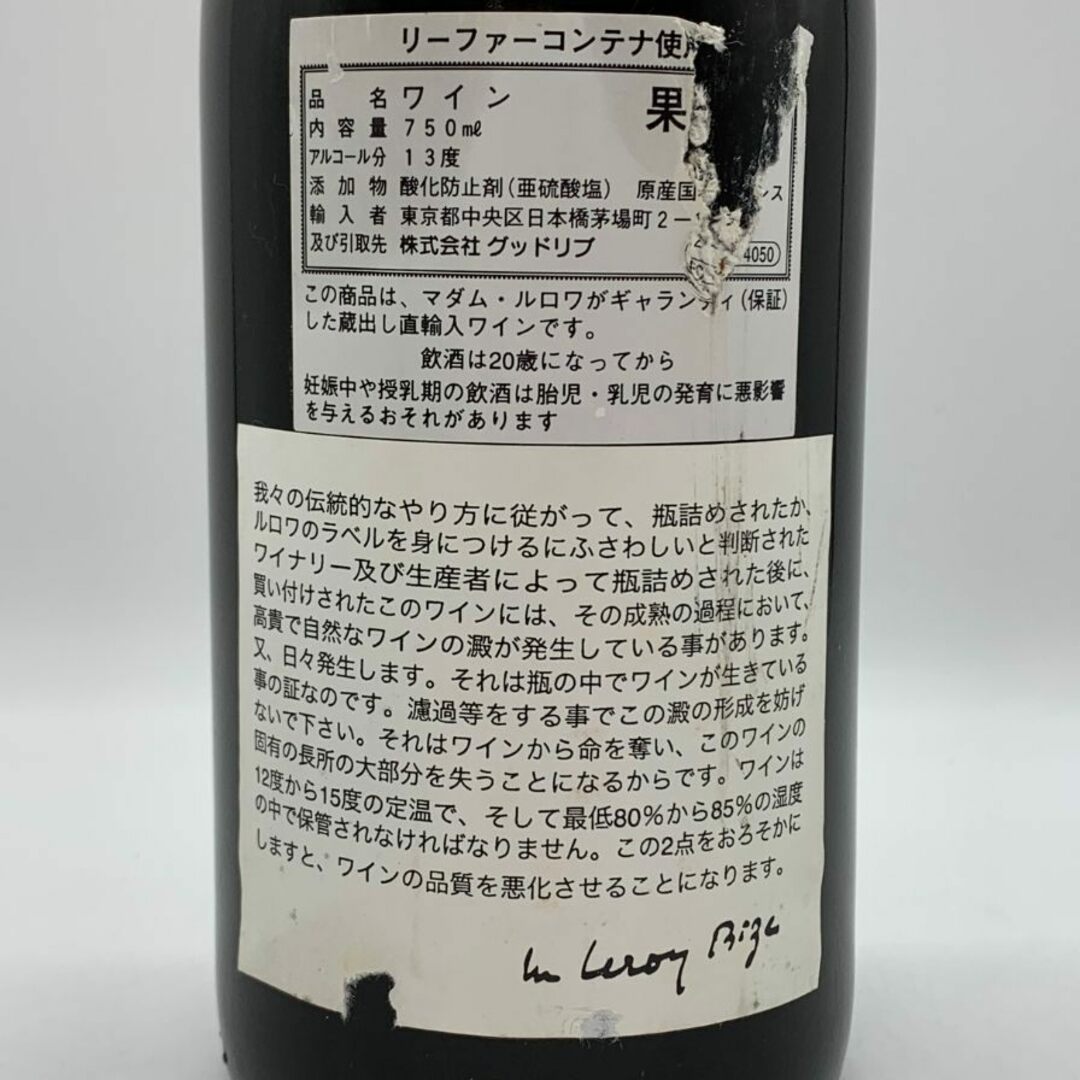 リーファーコンテナ使用
品名 ワイン 果
内容量 750mℓ
アルコール分 13度
添加物 酸化防止剤(亜硫酸塩) 原産国 ンス
輸入者 東京都中央区日本橋茅場町2-
及び引取先 株式会社 グッドリブ 4050
この商品は、マダム・ルロワがギャランティ(保証)
した蔵出し直輸入ワインです。
飲酒は20歳になってから
妊娠中や授乳期の飲酒は胎児・乳児の発育に悪影響
を与えるおそれがあります
我々の伝統的なやり方に従がって、瓶詰めされたか、
ルロワのラベルを身につけるにふさわしいと判断された
ワイナリー及び生産者によって瓶詰めされた後に、
買い付けされたこのワインには、その成熟の過程において、
高貴で自然なワインの澱が発生している事があります。
又、日々発生します。それは瓶の中でワインが生きている
事の証なのです。濾過等をする事でこの澱の形成を妨げ
ないで下さい。それはワインから命を奪い、このワインの
固有の長所の大部分を失うことになるからです。ワインは
12度から15度の定温で、そして最低80%から85%の湿度
の中で保管されなければなりません。この2点をおろそかに
しますと、ワインの品質を悪化させることになります。
Leroy Bize